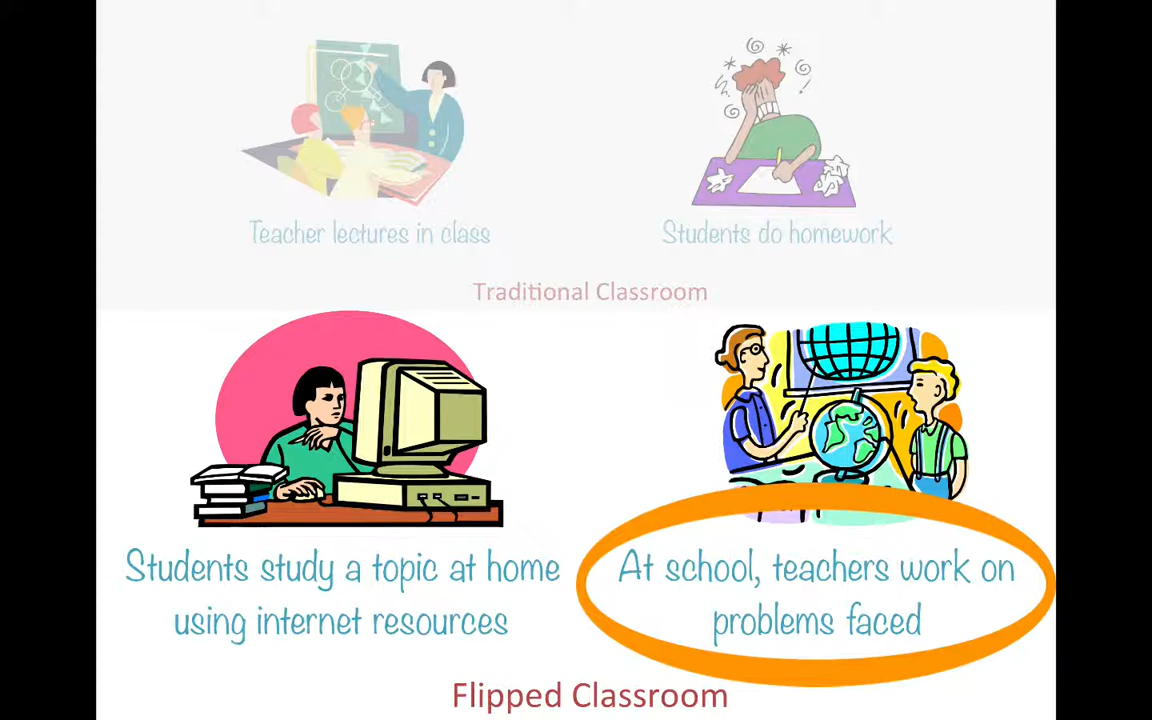 Teacher lectures in class
Students do homework
Traditional Classroom
Students study a topic at home
using internet resources
At school, teachers work on
problems faced
Flipped Classroom